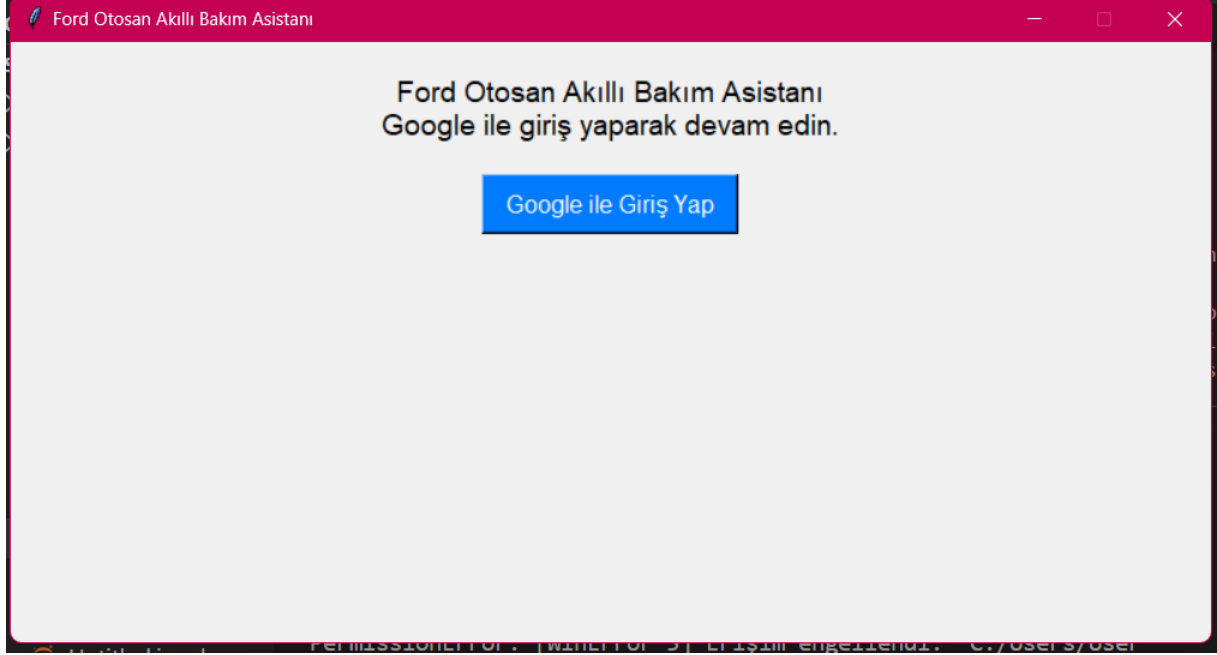 Ford Otosan Akıllı Bakım Asistanı
Ford Otosan Akıllı Bakım Asistanı
Google ile giriş yaparak devam edin.
Google ile Giriş Yap
PermissionError: [WinError 5] Erişim engellendi: 'C:/Users/User